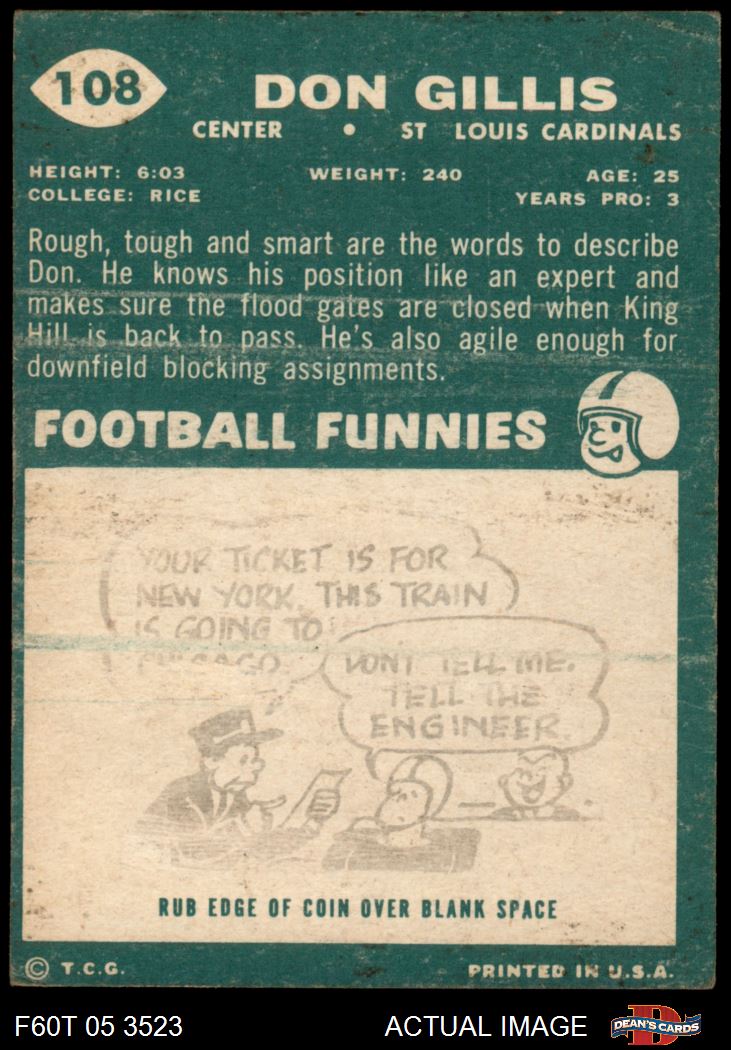 108
DON GILLIS
CENTER • ST LOUIS CARDINALS
HEIGHT: 6:03 WEIGHT: 240 AGE: 25
COLLEGE: RICE YEARS PRO: 3
Rough, tough and smart are the words to describe
Don. He knows his position like an expert and
makes sure the flood gates are closed when King
Hill is back to pass. He's also agile enough for
downfield blocking assignments.
FOOTBALL FUNNIES
YOUR TICKET IS FOR
NEW YORK. THIS TRAIN
IS GOING TO
CHICAGO.
DON'T TELL ME.
TELL THE
ENGINEER.
RUB EDGE OF COIN OVER BLANK SPACE
© T.C.G. PRINTED IN U.S.A.
F60T 05 3523 ACTUAL IMAGE DEAN'S CARDS